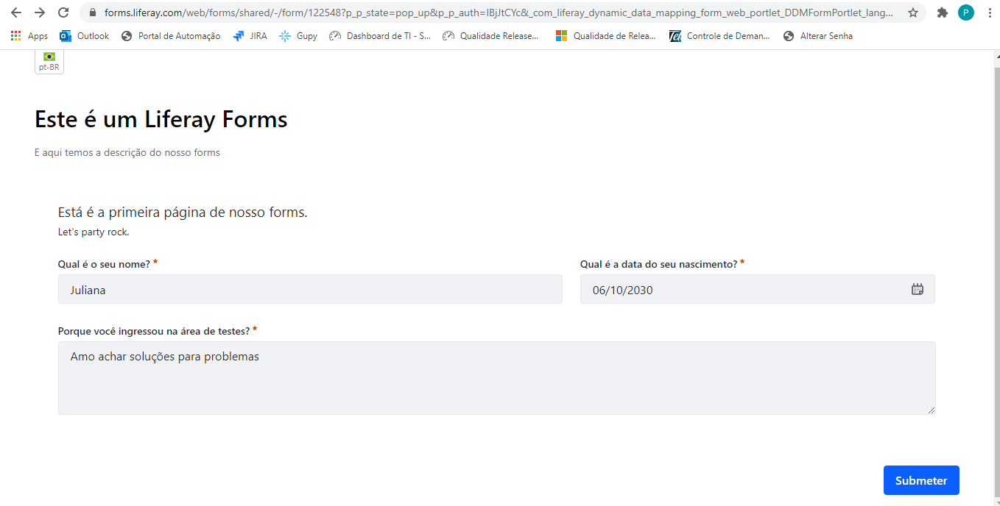 forms.liferay.com/web/forms/shared/-/form/122548?p_p_state=pop_up&p_p_auth=IBjJtCYc&_com_liferay_dynamic_data_mapping_form_web_portlet_DDMFormPortlet_lang...
P
Apps Outlook Portal de Automação JIRA Gupy Dashboard de TI - S... Qualidade Release... Qualidade de Relea... Controle de Deman... Alterar Senha
pt-BR
Este é um Liferay Forms
E aqui temos a descrição do nosso forms
Está é a primeira página de nosso forms.
Let's party rock.
Qual é o seu nome? * Qual é a data do seu nascimento? *
Juliana 06/10/2030
Porque você ingressou na área de testes? *
Amo achar soluções para problemas
Submeter